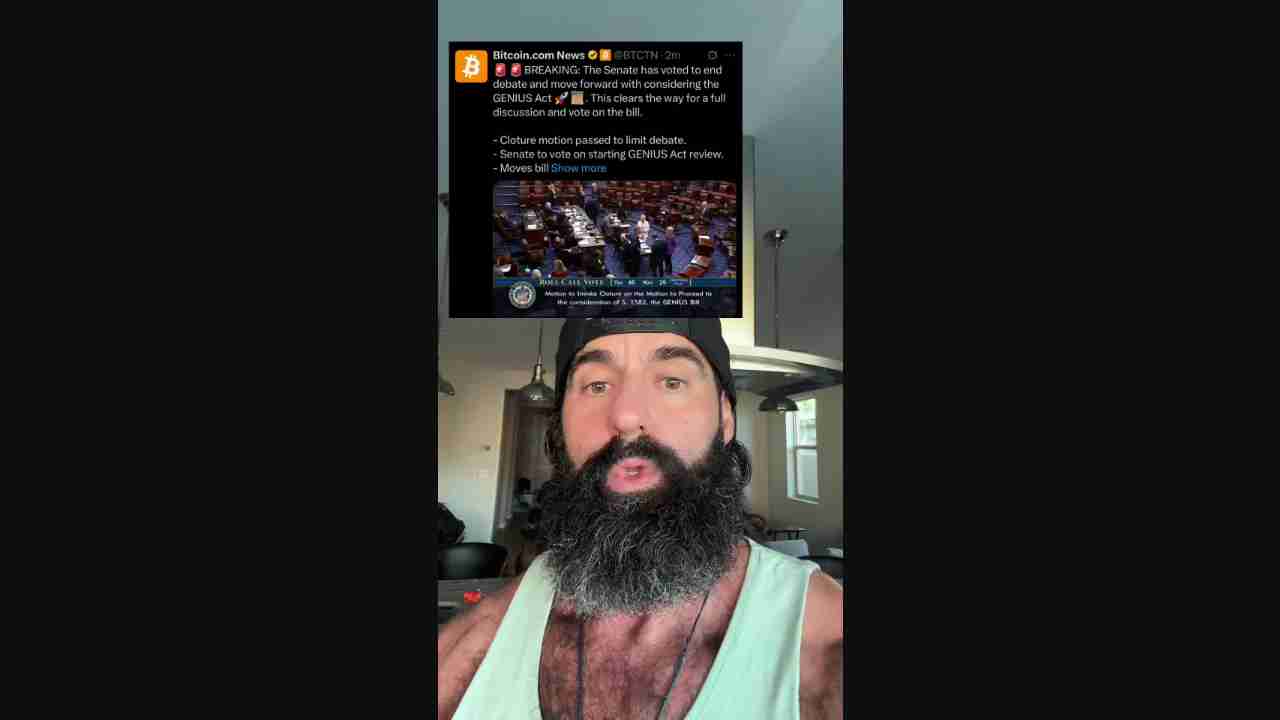 Bitcoin.com News @BTCTN · 2m
BREAKING: The Senate has voted to end
debate and move forward with considering the
GENIUS Act 🚀 . This clears the way for a full
discussion and vote on the bill.
- Cloture motion passed to limit debate.
- Senate to vote on starting GENIUS Act review.
- Moves bill Show more
ROLL CALL VOTE
Motion to Invoke Cloture on the Motion to Proceed to
the consideration of S. 1582, the GENIUS Bill